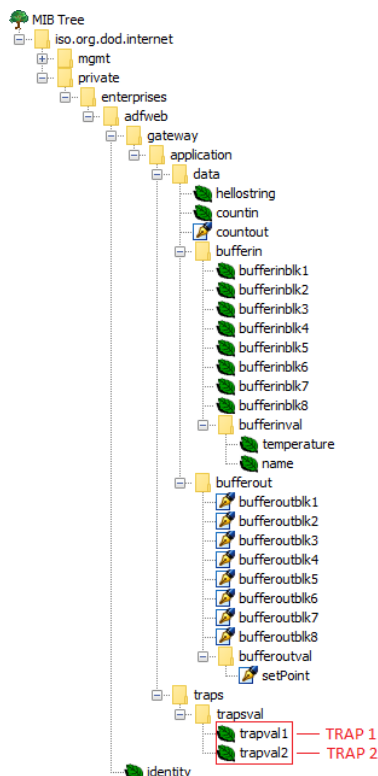 MIB Tree
iso.org.dod.internet
mgmt
private
enterprises
adfweb
gateway
application
data
hellostring
countin
countout
bufferin
bufferinblk1
bufferinblk2
bufferinblk3
bufferinblk4
bufferinblk5
bufferinblk6
bufferinblk7
bufferinblk8
bufferinval
temperature
name
bufferout
bufferoutblk1
bufferoutblk2
bufferoutblk3
bufferoutblk4
bufferoutblk5
bufferoutblk6
bufferoutblk7
bufferoutblk8
bufferoutval
setPoint
traps
trapsval
trapval1 TRAP 1
trapval2 TRAP 2
identity